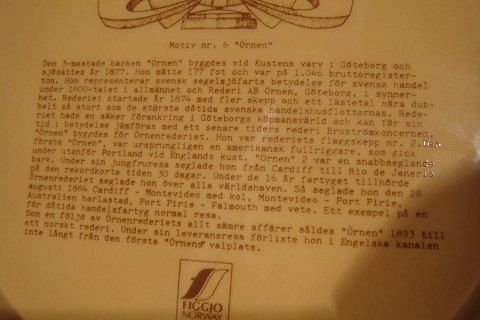 Motiv nr. 6 "Örnen"
Den 3-mastade barken "Örnen" byggdes vid Kustens varv i Göteborg och
sjösattes år 1877. Hon mätte 177 fot och var på 1.046 bruttoregister-
ton. Hon representerar svensk segelsjöfarts betydelse för svensk handel
under 1800-talet i allmänhet och Rederi AB Örnen, Göteborg, i synner-
het. Rederiet startade år 1874 med fler skepp och ett lästetal nära dub-
belt så stort som de största dåtida svenska handelsusflottornas. Rede-
riet hade en säker förankring i Göteborgs köpmansvärld och kan för sin
tid i betydelse jämföras med ett senare tiders rederi Broströmkoncernen.
"Örnen" byggdes för Örnenrederiet. Hon var rederiets flaggskepp nr. 2.
första "Örnen", var ursprungligen en amerikansk fullriggare, som gick
under utanför Portland vid Englands kust. "Örnen" 2 var en snabbseglande
bark. Under sin jungfruresa seglade hon från Cardiff till Rio de Janeiro
på den rekordkorta tiden 30 dagar. Under de 16 år fartyget tillhörde
Örnenrederiet seglade hon över alla världshaven. Så seglade hon den 28
augusti 1884 Cardiff - Montevideo med kol, Montevideo - Port Pirie,
Australien barlastad, Port Pirie - Falmouth med vete. Ett exempel på en
för dåtida handelsfartyg normal resa.
Som en följd av Örnenrederiets allt sämre affärer såldes "Örnen" 1893 till
ett norskt rederi. Under sin leveransresa förliste hon i Engelska kanalen
inte långt från den första "Örnens" valplats.
FIGGJO
NORWAY